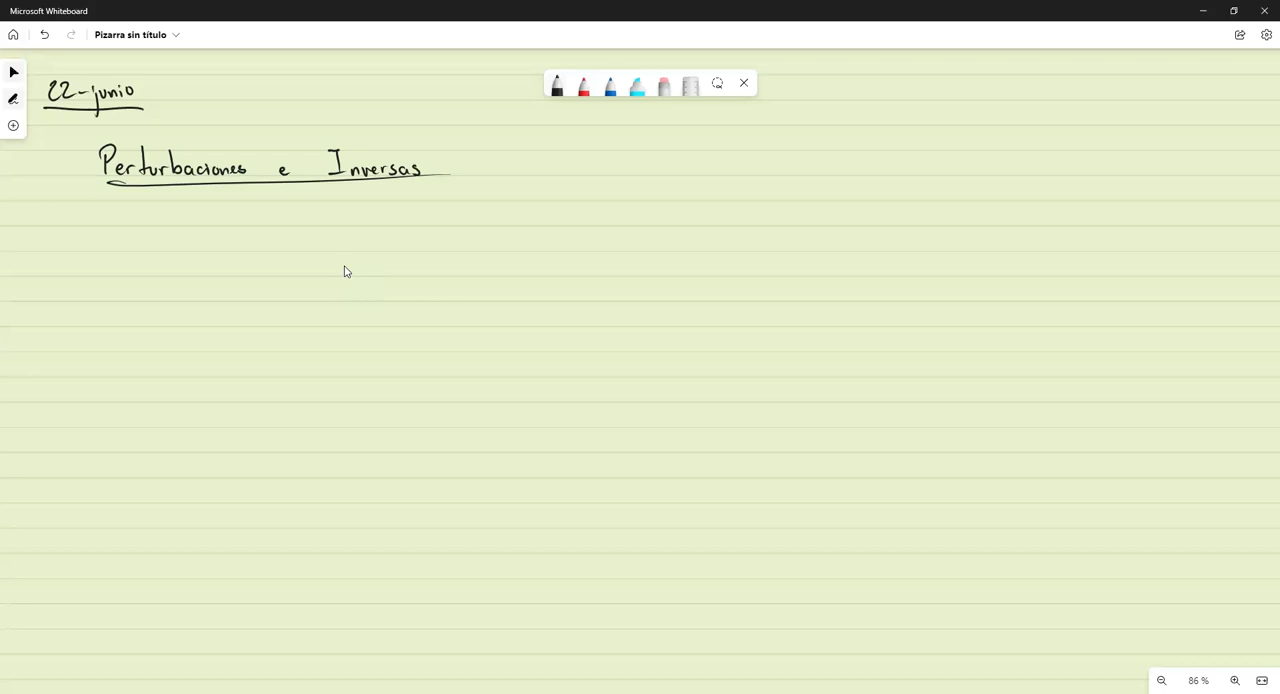 Microsoft Whiteboard
Pizarra sin título
22-junio
Perturbaciones e Inversas
86 %